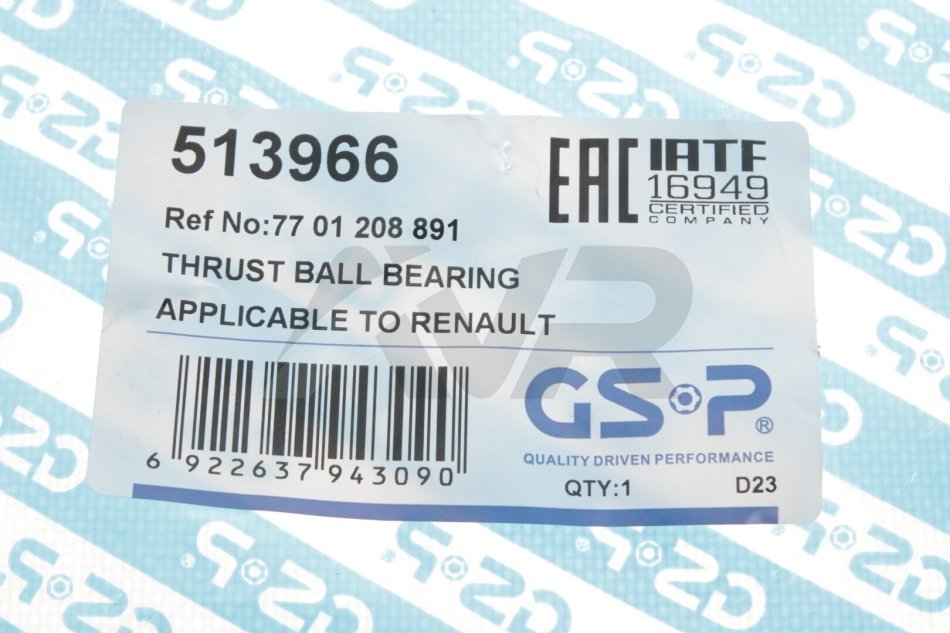 513966
EAC
IATF
16949
CERTIFIED
COMPANY
Ref No:77 01 208 891
THRUST BALL BEARING
APPLICABLE TO RENAULT
6 922637 943090
GSP®
QUALITY DRIVEN PERFORMANCE
QTY:1 D23